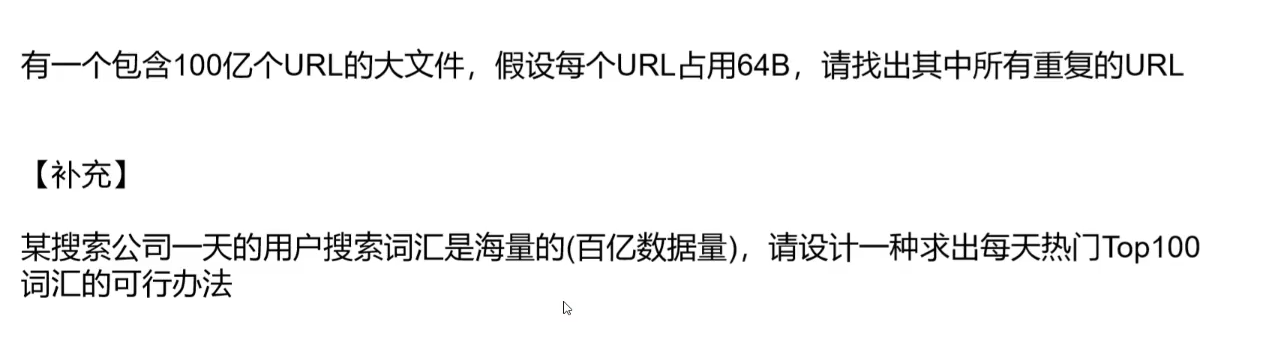 有一个包含100亿个URL的大文件，假设每个URL占用64B，请找出其中所有重复的URL
【补充】
某搜索公司一天的用户搜索词汇是海量的(百亿数据量)，请设计一种求出每天热门Top100
词汇的可行办法